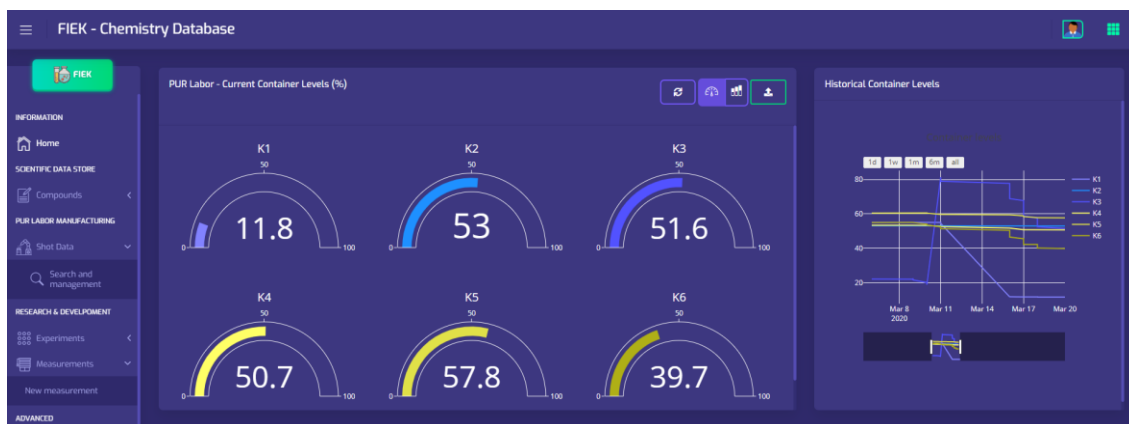 FIEK - Chemistry Database
FIEK
INFORMATION
Home
SCIENTIFIC DATA STORE
Compounds
PUR LABOR MANUFACTURING
Shot Data
Search and
management
RESEARCH & DEVELPOMENT
Experiments
Measurements
New measurement
ADVANCED
PUR Labor - Current Container Levels (%)
K1
50
11.8
0
100
K2
50
53
0
100
K3
50
51.6
0
100
K4
50
50.7
0
100
K5
50
57.8
0
100
K6
50
39.7
0
100
Historical Container Levels
1d 1w 1m 6m all
80
60
40
20
Mar 8 Mar 11 Mar 14 Mar 17 Mar 20
2020
K1
K2
K3
K4
K5
K6